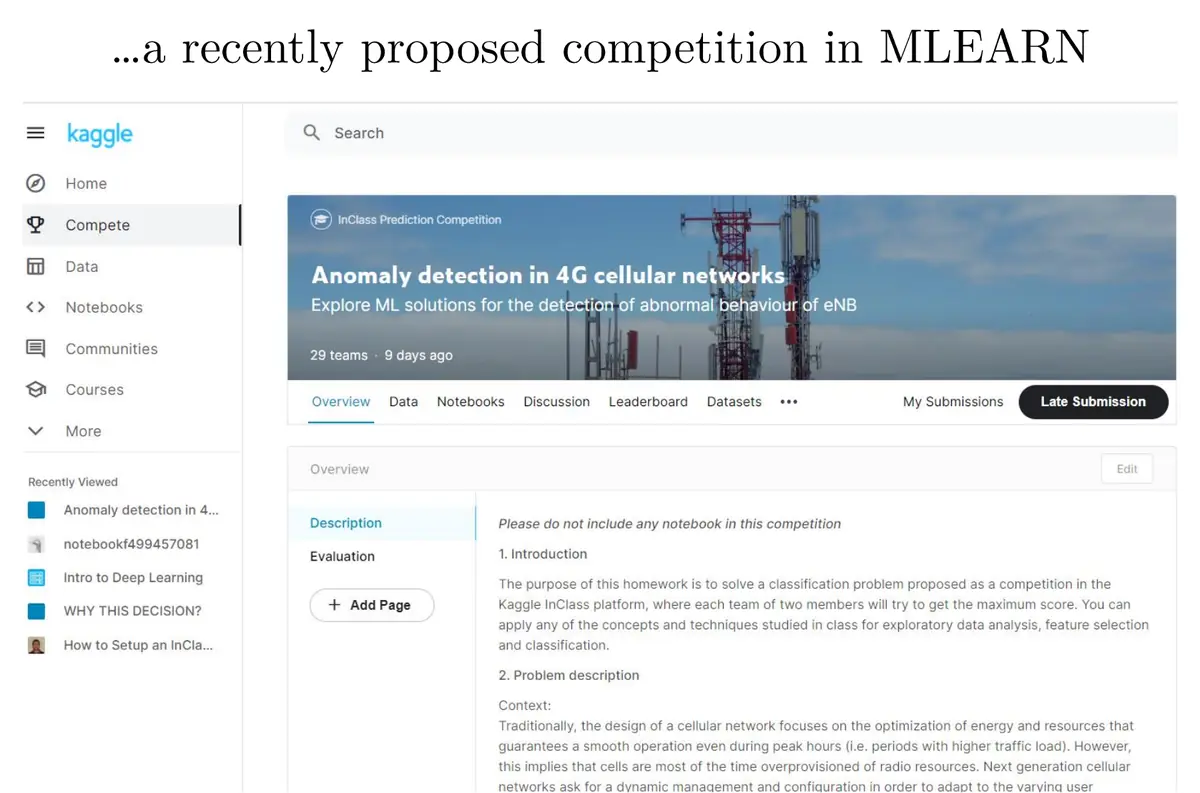 ...a recently proposed competition in MLEARN
kaggle
Search
Home
Compete
Data
Notebooks
Communities
Courses
More
Recently Viewed
Anomaly detection in 4...
notebookf499457081
Intro to Deep Learning
WHY THIS DECISION?
How to Setup an InCla...
InClass Prediction Competition
Anomaly detection in 4G cellular networks
Explore ML solutions for the detection of abnormal behaviour of eNB
29 teams · 9 days ago
Overview Data Notebooks Discussion Leaderboard Datasets ••• My Submissions Late Submission
Overview Edit
Description
Evaluation
+ Add Page
Please do not include any notebook in this competition
1. Introduction
The purpose of this homework is to solve a classification problem proposed as a competition in the
Kaggle InClass platform, where each team of two members will try to get the maximum score. You can
apply any of the concepts and techniques studied in class for exploratory data analysis, feature selection
and classification.
2. Problem description
Context:
Traditionally, the design of a cellular network focuses on the optimization of energy and resources that
guarantees a smooth operation even during peak hours (i.e. periods with higher traffic load). However,
this implies that cells are most of the time overprovisioned of radio resources. Next generation cellular
networks ask for a dynamic management and configuration in order to adapt to the varying user